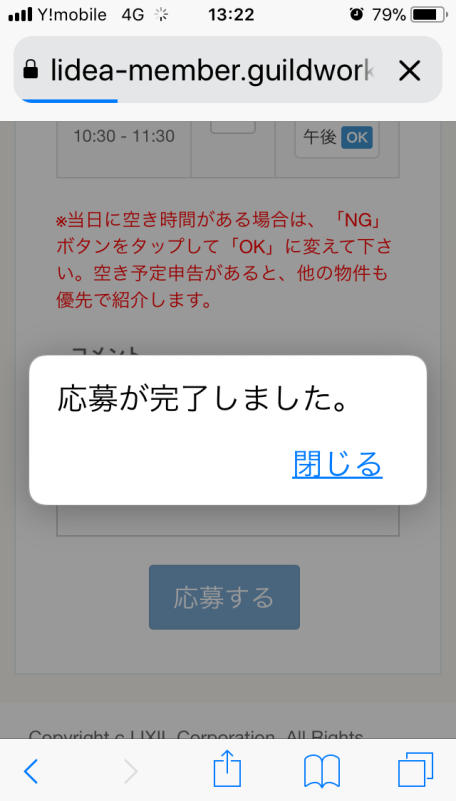 Y!mobile 4G 13:22 79%
lidea-member.guildwork
10:30 - 11:30
午後 OK
※当日に空き時間がある場合は、「NG」
ボタンをタップして「OK」に変えて下さ
い。空き予定申告があると、他の物件も
優先で紹介します。
コメント
応募が完了しました。
閉じる
応募する
Copyright c LIXIL Corporation, All Rights